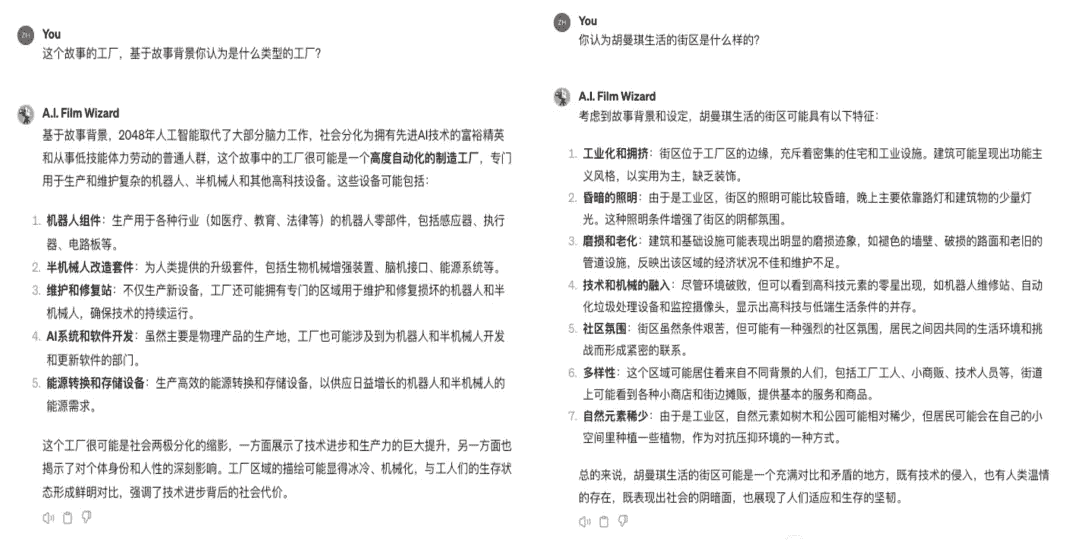 ZH
You
这个故事的工厂，基于故事背景你认为是什么类型的工厂？
A.I. Film Wizard
基于故事背景，2048年人工智能取代了大部分脑力工作，社会分化为拥有先进AI技术的富裕精英
和从事低技能体力劳动的普通人群，这个故事中的工厂很可能是一个高度自动化的制造工厂，专门
用于生产和维护复杂的机器人、半机械人和其他高科技设备。这些设备可能包括：
1. 机器人组件：生产用于各种行业（如医疗、教育、法律等）的机器人零部件，包括感应器、执行
器、电路板等。
2. 半机械人改造套件：为人类提供的升级套件，包括生物机械增强装置、脑机接口、能源系统等。
3. 维护和修复站：不仅生产新设备，工厂还可能拥有专门的区域用于维护和修复损坏的机器人和半
机械人，确保技术的持续运行。
4. AI系统和软件开发：虽然主要是物理产品的生产地，工厂也可能涉及到为机器人和半机械人开发
和更新软件的部门。
5. 能源转换和存储设备：生产高效的能源转换和存储设备，以供应日益增长的机器人和半机械人的
能源需求。
这个工厂很可能是社会两极分化的缩影，一方面展示了技术进步和生产力的巨大提升，另一方面也
揭示了对个体身份和人性的深刻影响。工厂区域的描绘可能显得冰冷、机械化，与工人们的生存状
态形成鲜明对比，强调了技术进步背后的社会代价。
ZH
You
你认为胡曼琪生活的街区是什么样的？
A.I. Film Wizard
考虑到故事背景和设定，胡曼琪生活的街区可能具有以下特征：
1. 工业化和拥挤：街区位于工厂区的边缘，充斥着密集的住宅和工业设施。建筑可能呈现出功能主
义风格，以实用为主，缺乏装饰。
2. 昏暗的照明：由于是工业区，街区的照明可能比较昏暗，晚上主要依靠路灯和建筑物的少量灯
光。这种照明条件增强了街区的阴郁氛围。
3. 磨损和老化：建筑和基础设施可能表现出明显的磨损迹象，如褪色的墙壁、破损的路面和老旧的
管道设施，反映出该区域的经济状况不佳和维护不足。
4. 技术和机械的融入：尽管环境破败，但可以看到高科技元素的零星出现，如机器人维修站、自动
化垃圾处理设备和监控摄像头，显示出高科技与低端生活条件的并存。
5. 社区氛围：街区虽然条件艰苦，但可能有一种强烈的社区氛围，居民之间因共同的生活环境和挑
战而形成紧密的联系。
6. 多样性：这个区域可能居住着来自不同背景的人们，包括工厂工人、小商贩、技术人员等，街道
上可能看到各种小商店和街边摊贩，提供基本的服务和商品。
7. 自然元素稀少：由于是工业区，自然元素如树木和公园可能相对稀少，但居民可能会在自己的小
空间里种植一些植物，作为对抗压抑环境的一种方式。
总的来说，胡曼琪生活的街区可能是一个充满对比和矛盾的地方，既有技术的侵入，也有人类温情
的存在，既表现出社会的阴暗面，也展现了人们适应和生存的坚韧。